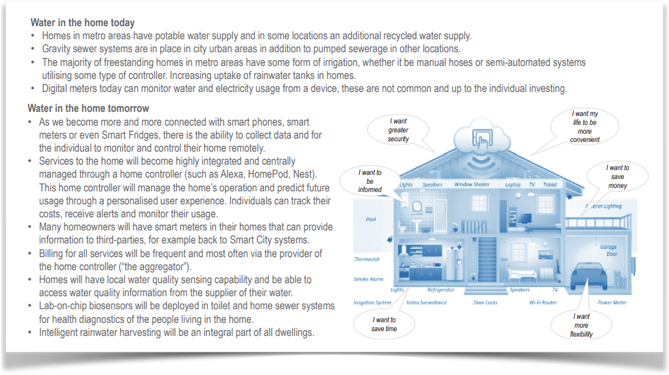 Water in the home today
• Homes in metro areas have potable water supply and in some locations an additional recycled water supply.
• Gravity sewer systems are in place in city urban areas in addition to pumped sewerage in other locations.
• The majority of freestanding homes in metro areas have some form of irrigation, whether it be manual hoses or semi-automated systems
utilising some type of controller. Increasing uptake of rainwater tanks in homes.
• Digital meters today can monitor water and electricity usage from a device, these are not common and up to the individual investing.
Water in the home tomorrow
• As we become more and more connected with smart phones, smart
meters or even Smart Fridges, there is the ability to collect data and for
the individual to monitor and control their home remotely.
• Services to the home will become highly integrated and centrally
managed through a home controller (such as Alexa, HomePod, Nest).
This home controller will manage the home's operation and predict future
usage through a personalised user experience. Individuals can track their
costs, receive alerts and monitor their usage.
• Many homeowners will have smart meters in their homes that can provide
information to third-parties, for example back to Smart City systems.
• Billing for all services will be frequent and most often via the provider of
the home controller ("the aggregator").
• Homes will have local water quality sensing capability and be able to
access water quality information from the supplier of their water.
• Lab-on-chip biosensors will be deployed in toilet and home sewer systems
for health diagnostics of the people living in the home.
• Intelligent rainwater harvesting will be an integral part of all dwellings.
I want
greater
security
I want my
life to be
more
convenient
I want to
be
informed
I want to
save
money
Lights Speakers Window Shades Laptop TV Tablet
Lighting
Pool
Garage
Door
Thermostat
Smoke Alarm
Lights Refrigerator Speakers TV
Irrigation System Video Surveillance Door Locks Wi-Fi Router Power Meter
I want to
save time
I want
more
flexibility